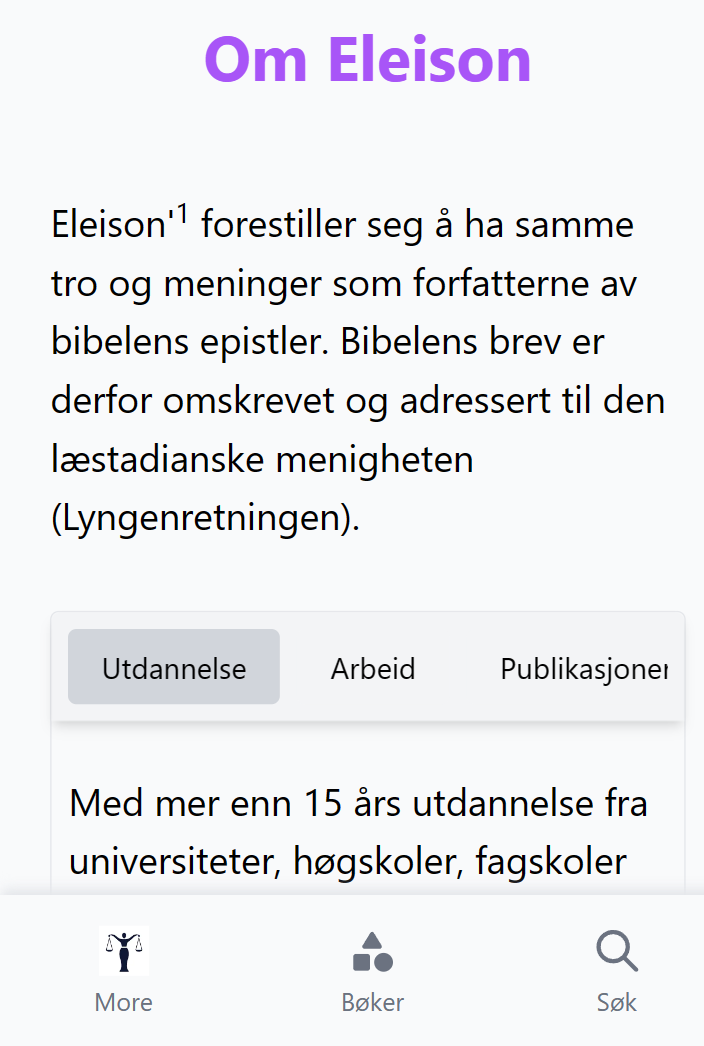 Om Eleison
Eleison'¹ forestiller seg å ha samme
tro og meninger som forfatterne av
bibelens epistler. Bibelens brev er
derfor omskrevet og adressert til den
læstadianske menigheten
(Lyngenretningen).
Utdannelse Arbeid Publikasjoner
Med mer enn 15 års utdannelse fra
universiteter, høgskoler, fagskoler
More Bøker Søk